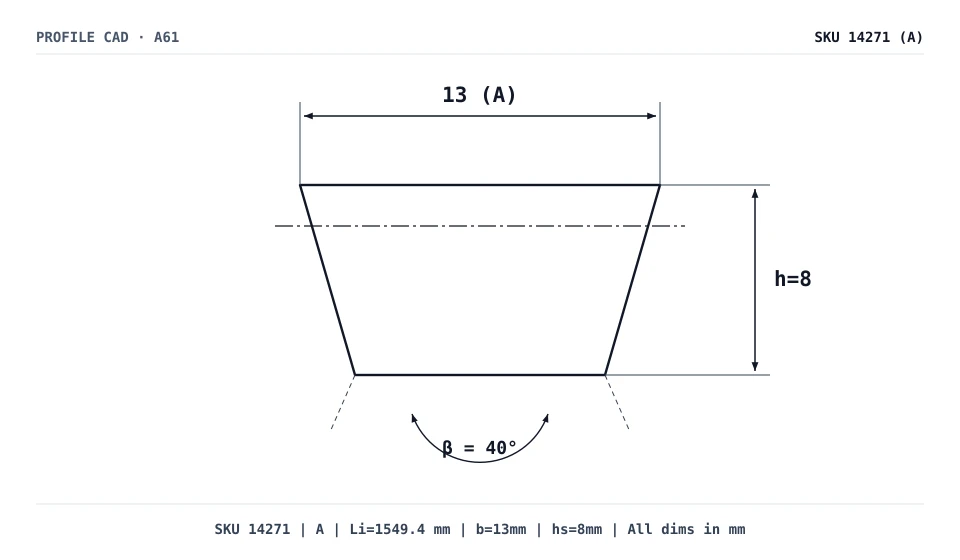 PROFILE CAD · A61
SKU 14271 (A)
13 (A)
h=8
β = 40°
SKU 14271 | A | Li=1549.4 mm | b=13mm | hs=8mm | All dims in mm